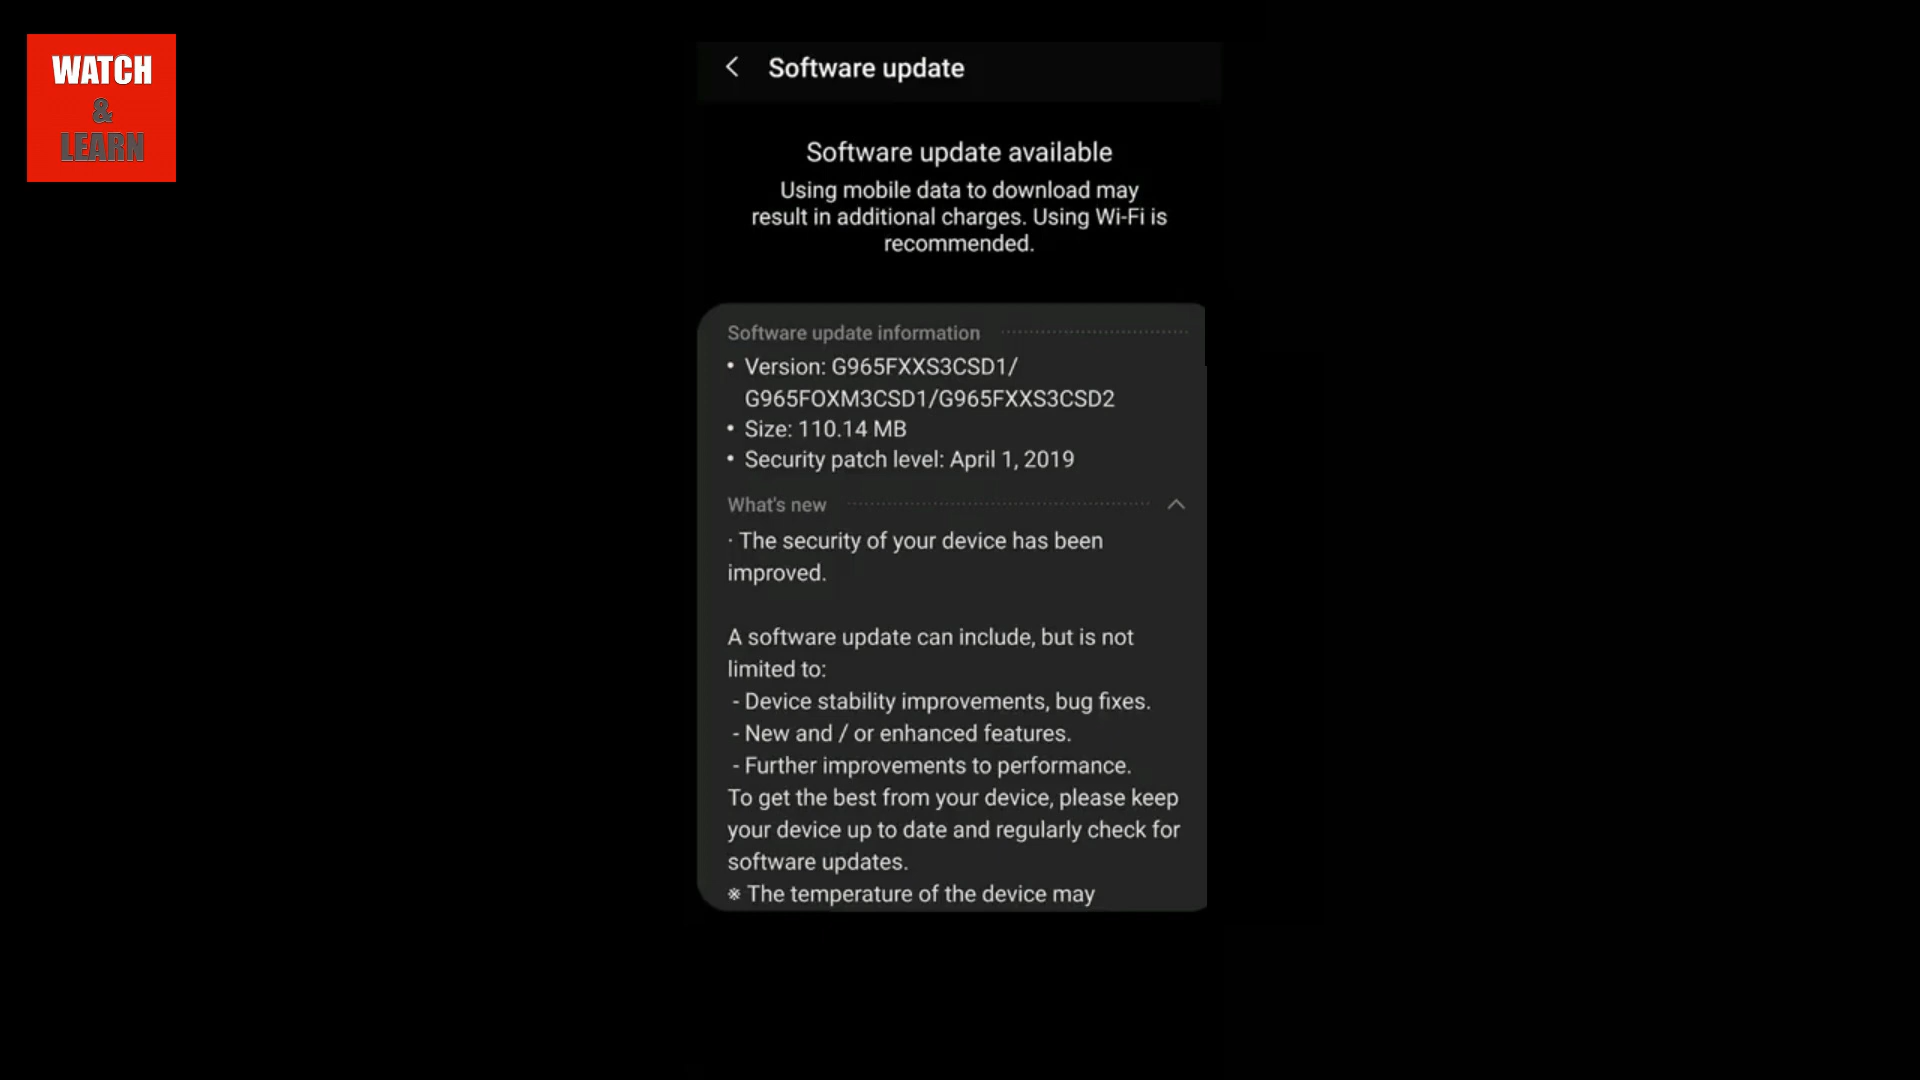 WATCH
&
LEARN
Software update
Software update available
Using mobile data to download may
result in additional charges. Using Wi-Fi is
recommended.
Software update information
• Version: G965FXXS3CSD1/
G965FOXM3CSD1/G965FXXS3CSD2
• Size: 110.14 MB
• Security patch level: April 1, 2019
What's new
· The security of your device has been
improved.
A software update can include, but is not
limited to:
- Device stability improvements, bug fixes.
- New and / or enhanced features.
- Further improvements to performance.
To get the best from your device, please keep
your device up to date and regularly check for
software updates.
※ The temperature of the device may